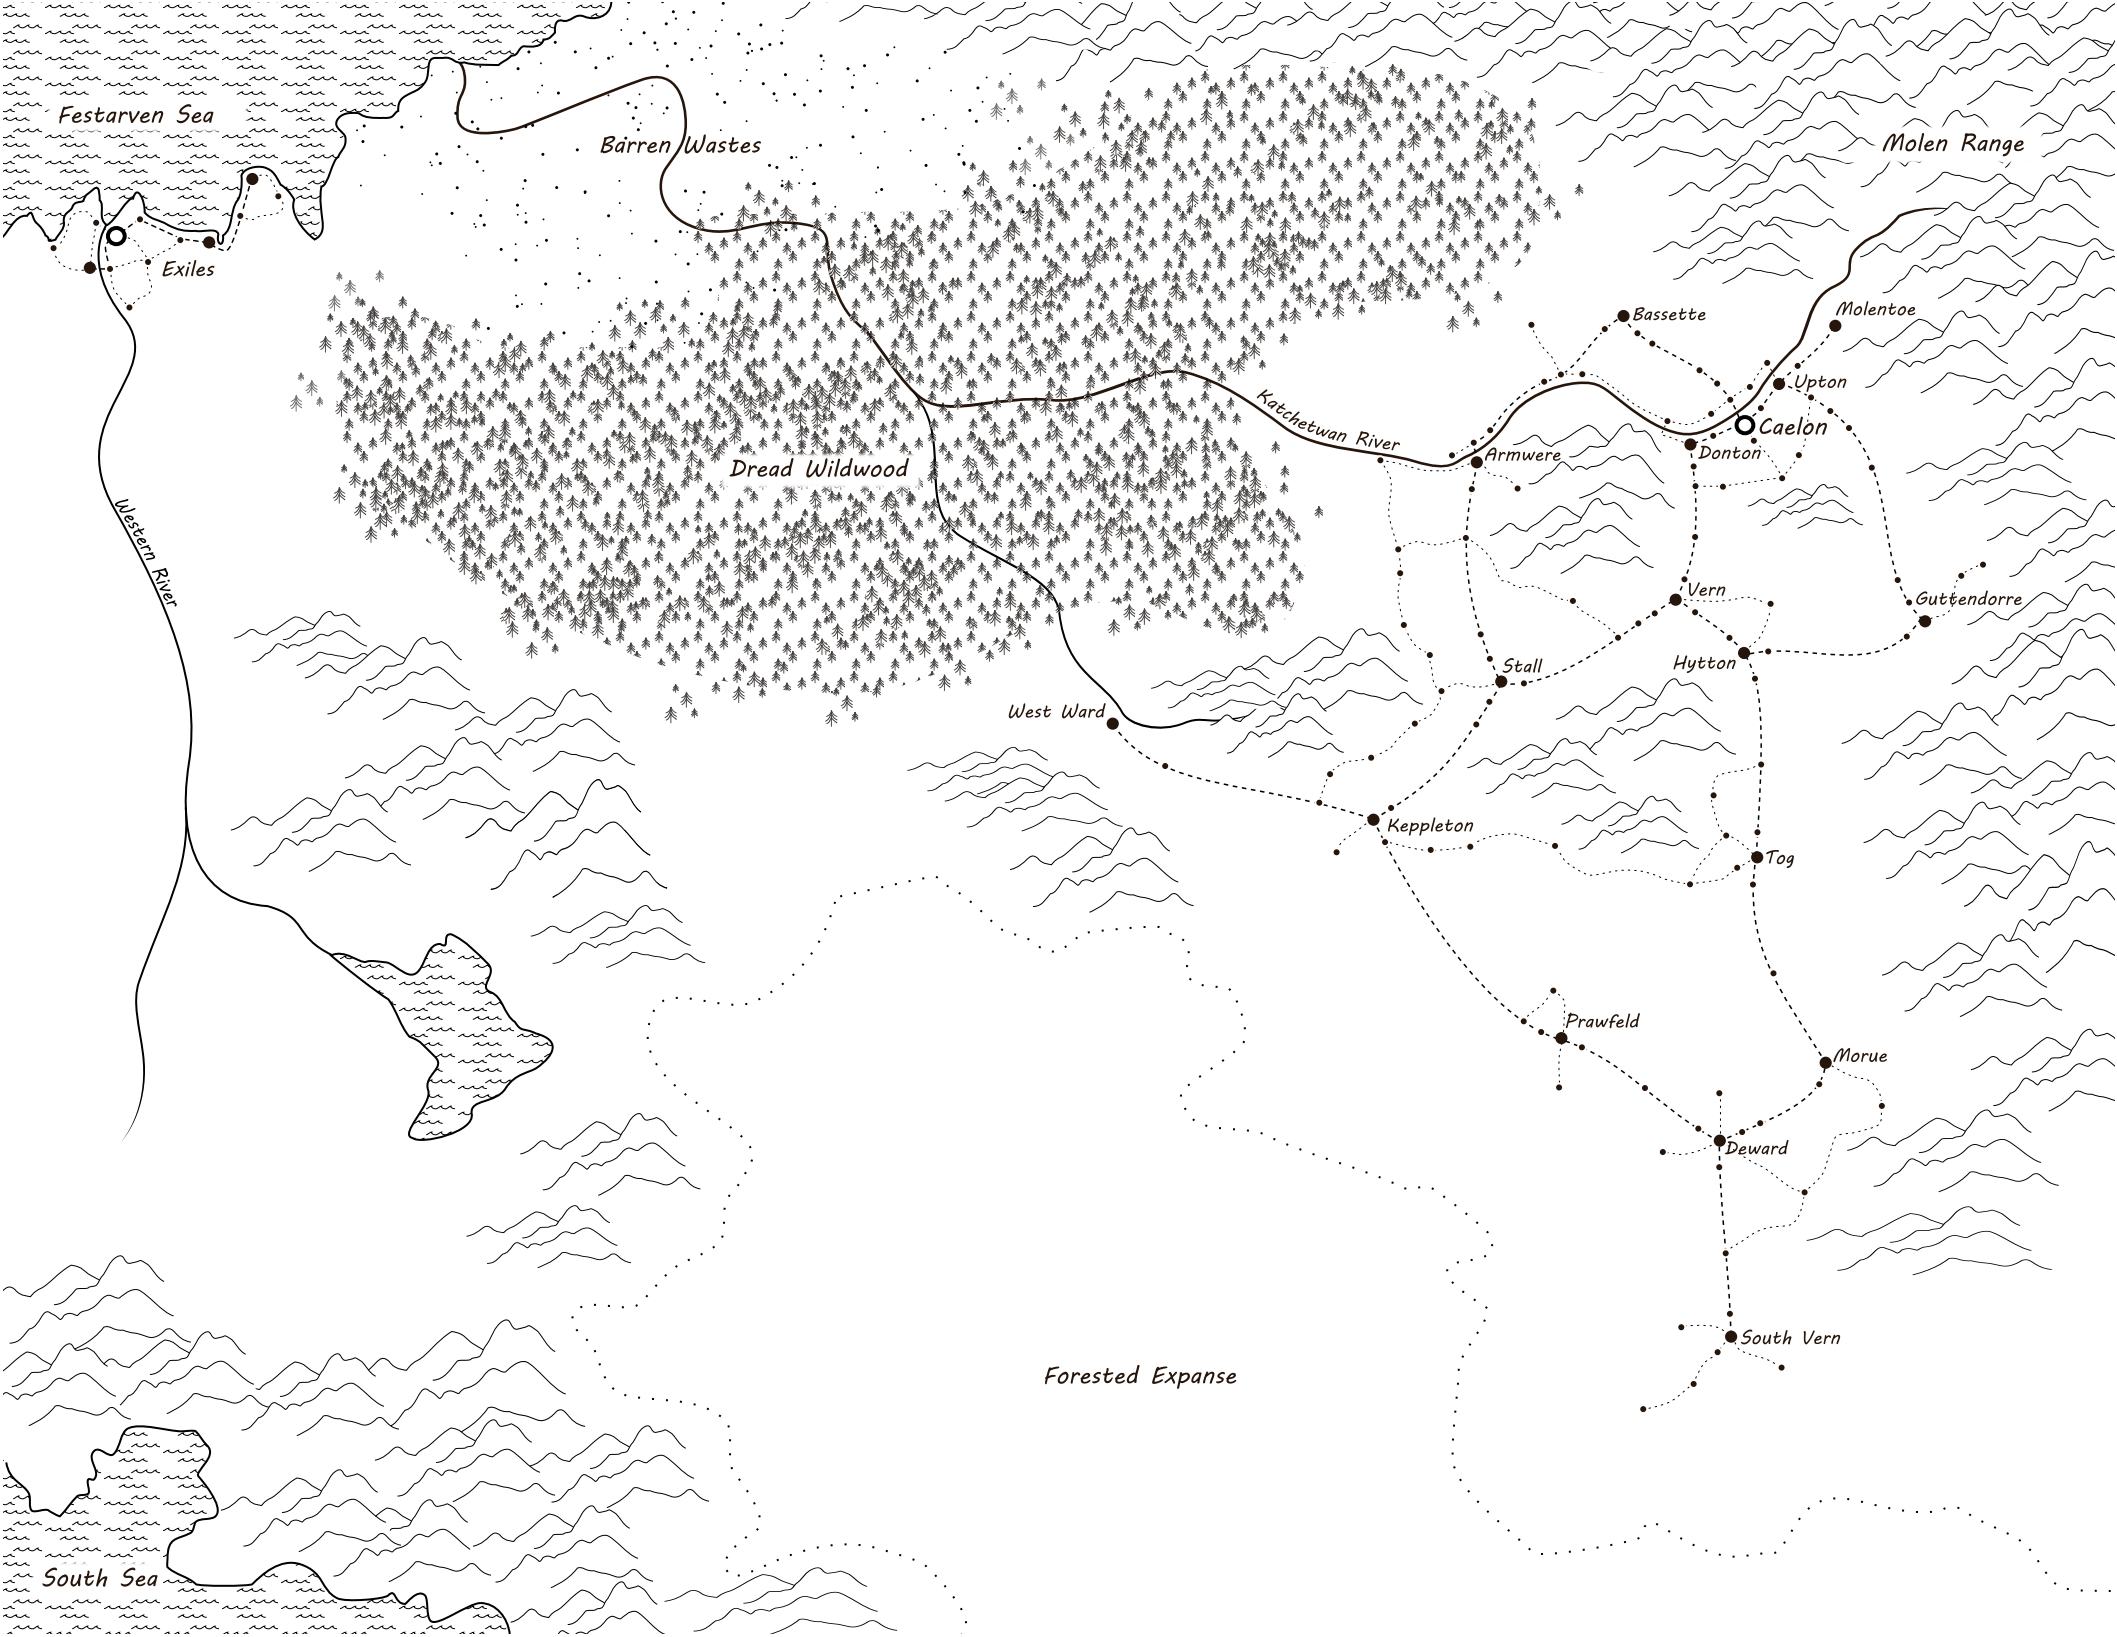 Festarven Sea
Barren Wastes
Molen Range
Exiles
Bassette
Molentoe
Upton
Katchetwan River
Caelon
Donton
Armwere
Dread Wildwood
Western River
Vern
Guttendorre
Hytton
Stall
West Ward
Keppleton
Tog
Prawfeld
Morue
Deward
South Vern
Forested Expanse
South Sea